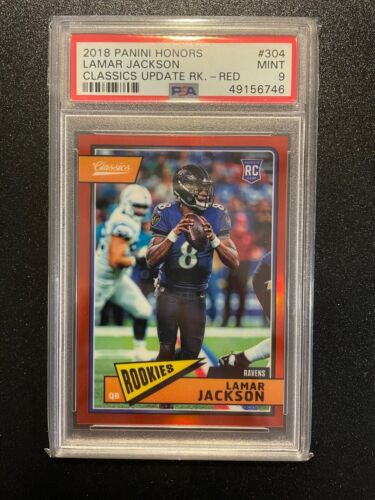 2018 PANINI HONORS #304
LAMAR JACKSON MINT
CLASSICS UPDATE RK. -RED 9
PSA 49156746
Classics
RC
8
ROOKIES
RAVENS
LAMAR
JACKSON
QB